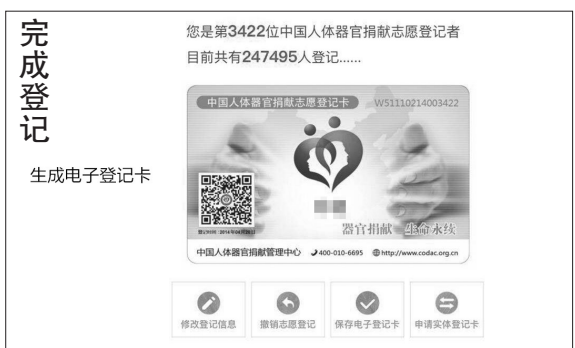 完成登记
生成电子登记卡
您是第3422位中国人体器官捐献志愿登记者
目前共有247495人登记......
中国人体器官捐献志愿登记卡
W51110214003422
器官捐献 生命永续
中国人体器官捐献管理中心 400-010-6695 http://www.codac.org.cn
修改登记信息
撤销志愿登记
保存电子登记卡
申请实体登记卡